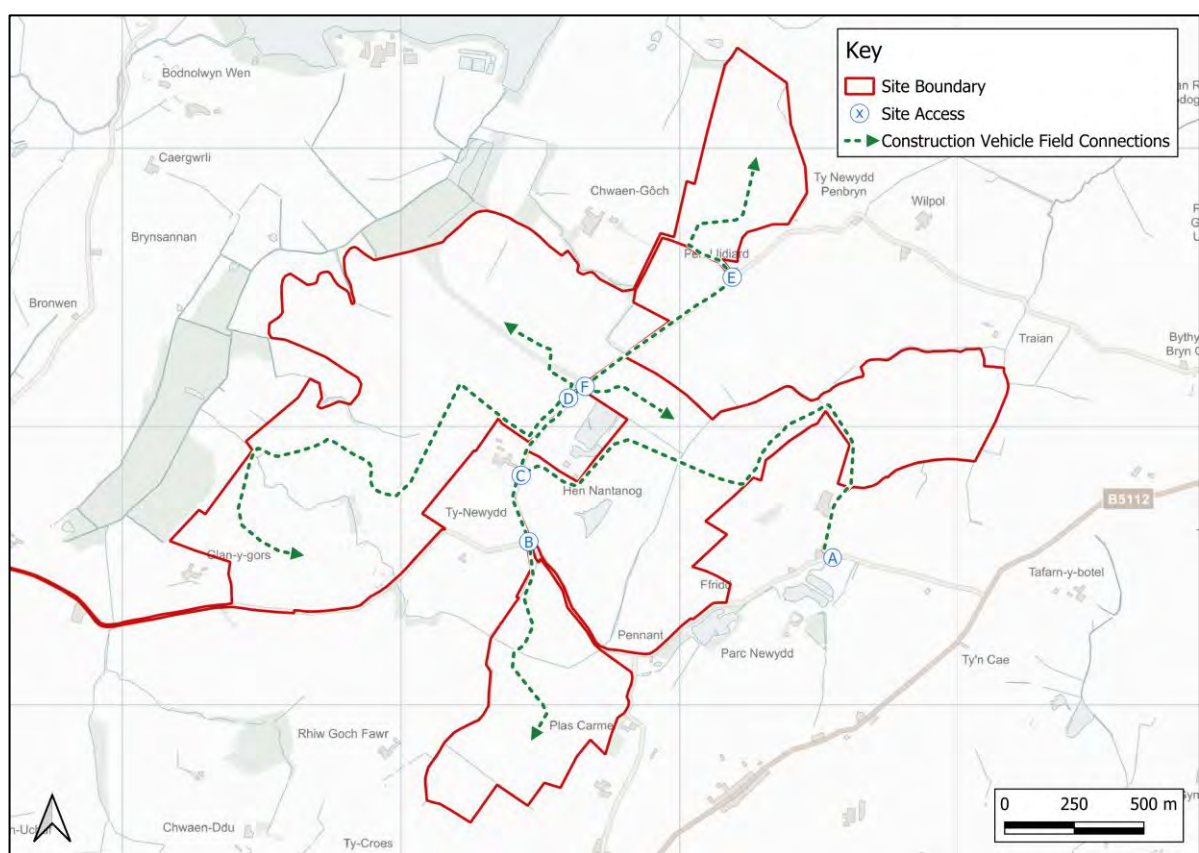 Key
Site Boundary
X Site Access
Construction Vehicle Field Connections
Bodnolwyn Wen
Caergwrli
Chwaen-Gôch
Ty Newydd
Penbryn
Wilpol
Brynsannan
Bronwen
Llidiard
E
Traian
Bryn
F
D
C
Hen Nantanog
B5112
Ty-Newydd
B
A
Glan-y-gors
Ffridd
Tafarn-y-botel
Pennant
Parc Newydd
Ty'n Cae
Plas Carme
Rhiw Goch Fawr
0 250 500 m
Chwaen-Ddu
Ty-Croes